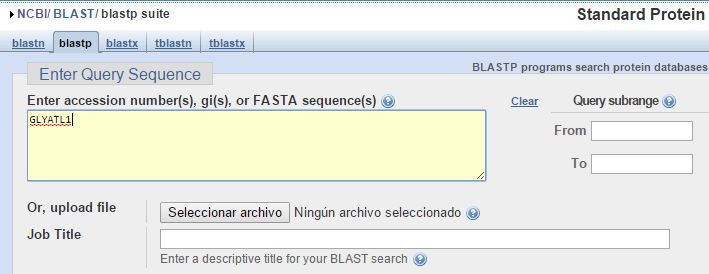 NCBI/ BLAST/ blastp suite
Standard Protein
blastn blastp blastx tblastn tblastx
BLASTP programs search protein databases
Enter Query Sequence
Enter accession number(s), gi(s), or FASTA sequence(s)
Clear
Query subrange
GLYATL1
From
To
Or, upload file
Seleccionar archivo Ningún archivo seleccionado
Job Title
Enter a descriptive title for your BLAST search